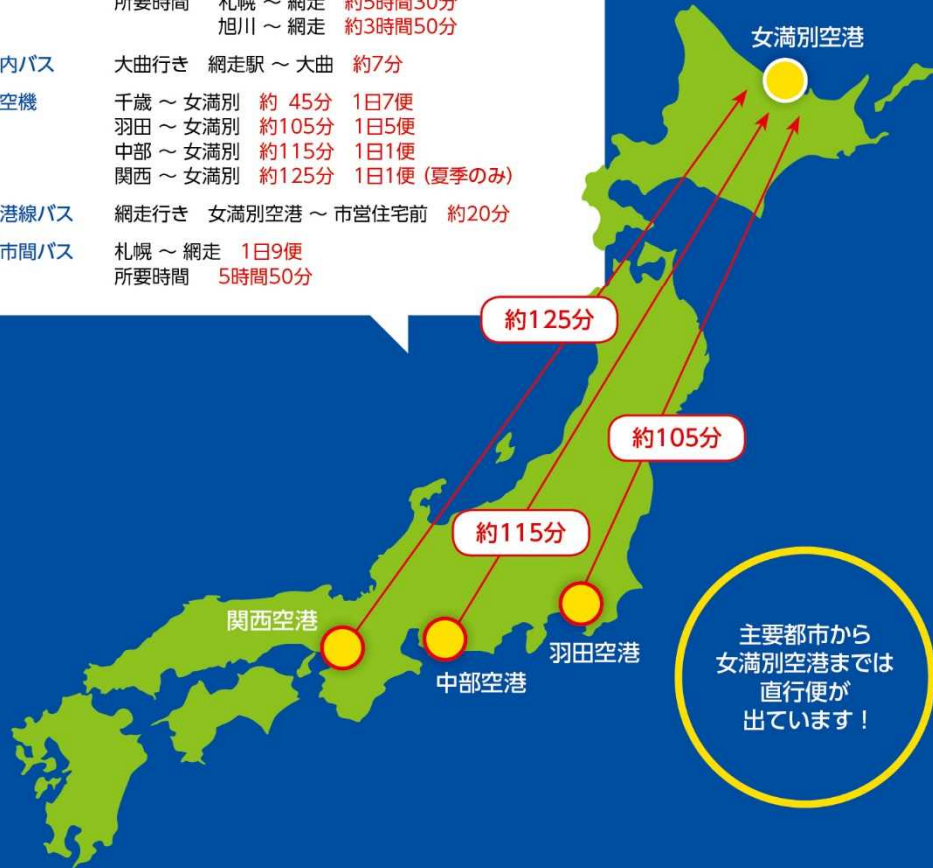 所要時間 札幌 ～ 網走 約5時間30分
旭川 ～ 網走 約3時間50分
内バス 大曲行き 網走駅 ～ 大曲 約7分
空機 千歳 ～ 女満別 約 45分 1日7便
羽田 ～ 女満別 約105分 1日5便
中部 ～ 女満別 約115分 1日1便
関西 ～ 女満別 約125分 1日1便 (夏季のみ)
港線バス 網走行き 女満別空港 ～ 市営住宅前 約20分
市間バス 札幌 ～ 網走 1日9便
所要時間 5時間50分
女満別空港
約125分
約105分
約115分
関西空港
中部空港
羽田空港
主要都市から
女満別空港までは
直行便が
出ています！